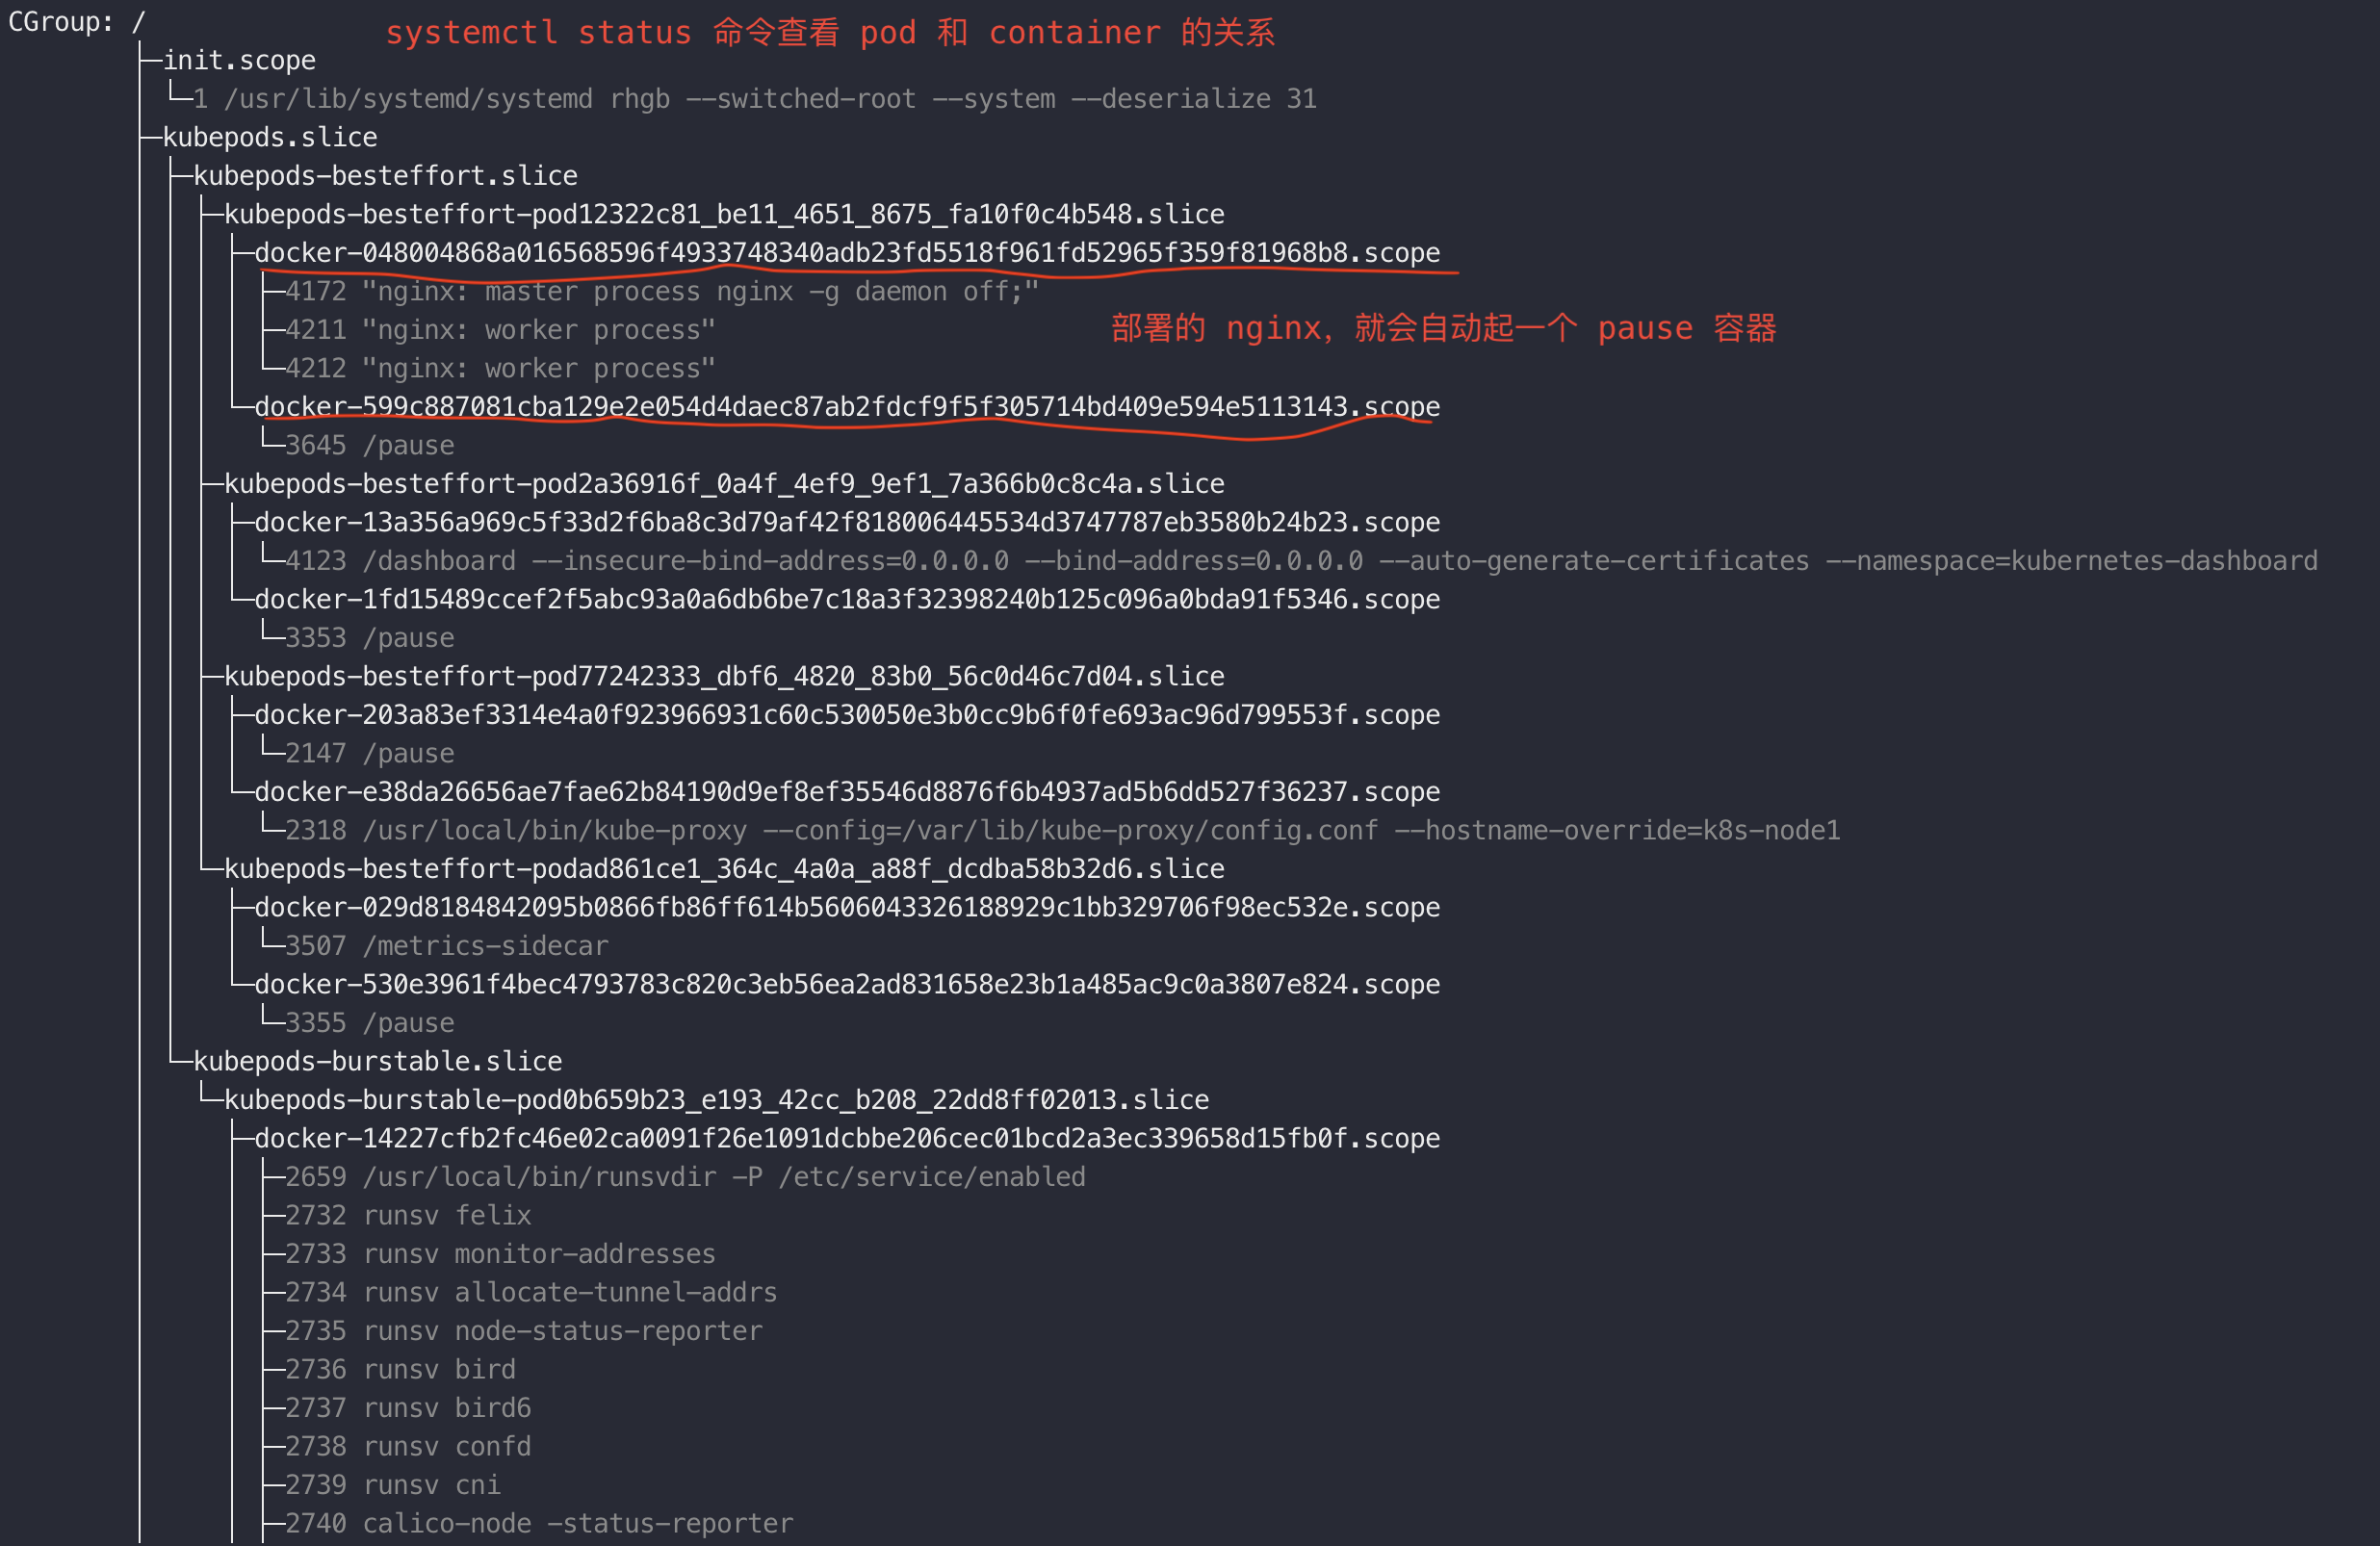 CGroup: /
systemctl status 命令查看 pod 和 container 的关系
├─init.scope
│ └─1 /usr/lib/systemd/systemd rhgb --switched-root --system --deserialize 31
├─kubepods.slice
│ ├─kubepods-besteffort.slice
│ │ ├─kubepods-besteffort-pod12322c81_be11_4651_8675_fa10f0c4b548.slice
│ │ │ ├─docker-048004868a016568596f4933748340adb23fd5518f961fd52965f359f81968b8.scope
│ │ │ │ ├─4172 "nginx: master process nginx -g daemon off;"
│ │ │ │ ├─4211 "nginx: worker process"
部署的 nginx, 就会自动起一个 pause 容器
│ │ │ │ └─4212 "nginx: worker process"
│ │ │ └─docker-599c887081cba129e2e054d4daec87ab2fdcf9f5f305714bd409e594e5113143.scope
│ │ │   └─3645 /pause
│ │ ├─kubepods-besteffort-pod2a36916f_0a4f_4ef9_9ef1_7a366b0c8c4a.slice
│ │ │ ├─docker-13a356a969c5f33d2f6ba8c3d79af42f818006445534d3747787eb3580b24b23.scope
│ │ │ │ └─4123 /dashboard --insecure-bind-address=0.0.0.0 --bind-address=0.0.0.0 --auto-generate-certificates --namespace=kubernetes-dashboard
│ │ │ └─docker-1fd15489ccef2f5abc93a0a6db6be7c18a3f32398240b125c096a0bda91f5346.scope
│ │ │   └─3353 /pause
│ │ ├─kubepods-besteffort-pod77242333_dbf6_4820_83b0_56c0d46c7d04.slice
│ │ │ ├─docker-203a83ef3314e4a0f923966931c60c530050e3b0cc9b6f0fe693ac96d799553f.scope
│ │ │ │ └─2147 /pause
│ │ │ └─docker-e38da26656ae7fae62b84190d9ef8ef35546d8876f6b4937ad5b6dd527f36237.scope
│ │ │   └─2318 /usr/local/bin/kube-proxy --config=/var/lib/kube-proxy/config.conf --hostname-override=k8s-node1
│ │ └─kubepods-besteffort-podad861ce1_364c_4a0a_a88f_dcdba58b32d6.slice
│ │   ├─docker-029d8184842095b0866fb86ff614b5606043326188929c1bb329706f98ec532e.scope
│ │   │ └─3507 /metrics-sidecar
│ │   └─docker-530e3961f4bec4793783c820c3eb56ea2ad831658e23b1a485ac9c0a3807e824.scope
│ │     └─3355 /pause
│ └─kubepods-burstable.slice
│   └─kubepods-burstable-pod0b659b23_e193_42cc_b208_22dd8ff02013.slice
│     ├─docker-14227cfb2fc46e02ca0091f26e1091dcbbe206cec01bcd2a3ec339658d15fb0f.scope
│     │ ├─2659 /usr/local/bin/runsvdir -P /etc/service/enabled
│     │ ├─2732 runsv felix
│     │ ├─2733 runsv monitor-addresses
│     │ ├─2734 runsv allocate-tunnel-addrs
│     │ ├─2735 runsv node-status-reporter
│     │ ├─2736 runsv bird
│     │ ├─2737 runsv bird6
│     │ ├─2738 runsv confd
│     │ ├─2739 runsv cni
│     │ ├─2740 calico-node -status-reporter